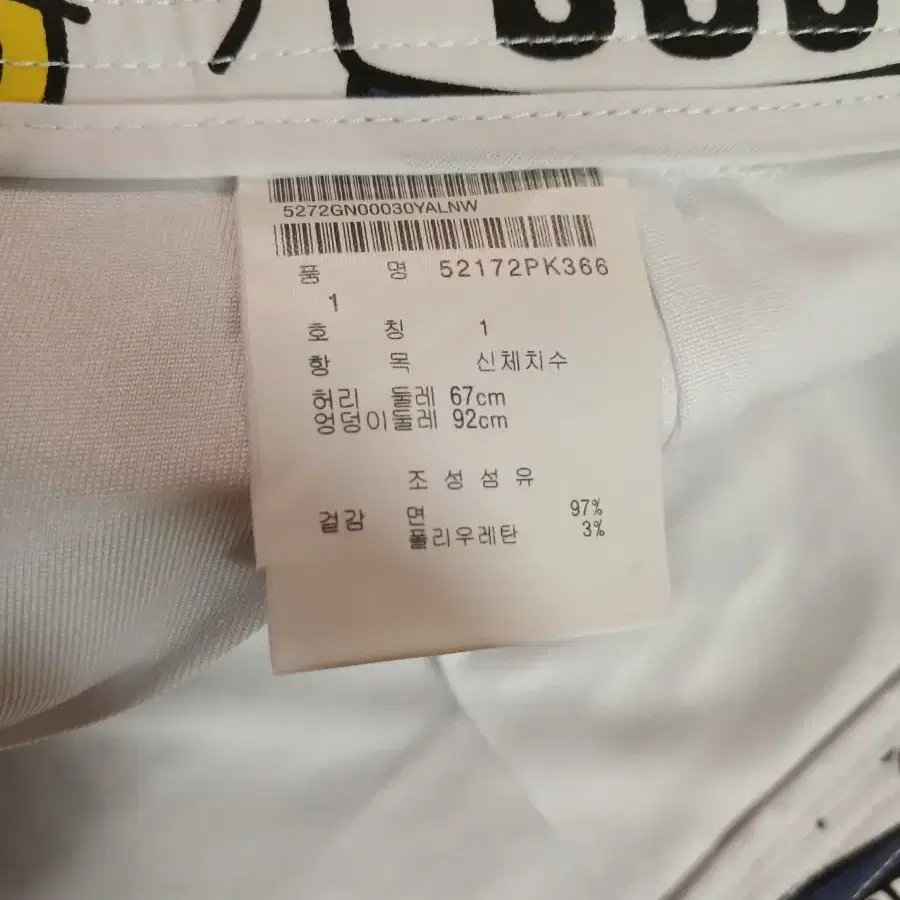 5272GN00030YALNW
품 명 52172PK366
1
호 칭 1
항 목 신체치수
허리 둘레 67cm
엉덩이둘레 92cm
조 성 섬 유
겉감 면 97%
폴리우레탄 3%